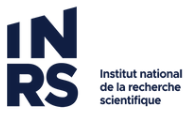 INRS
Institut national
de la recherche
scientifique